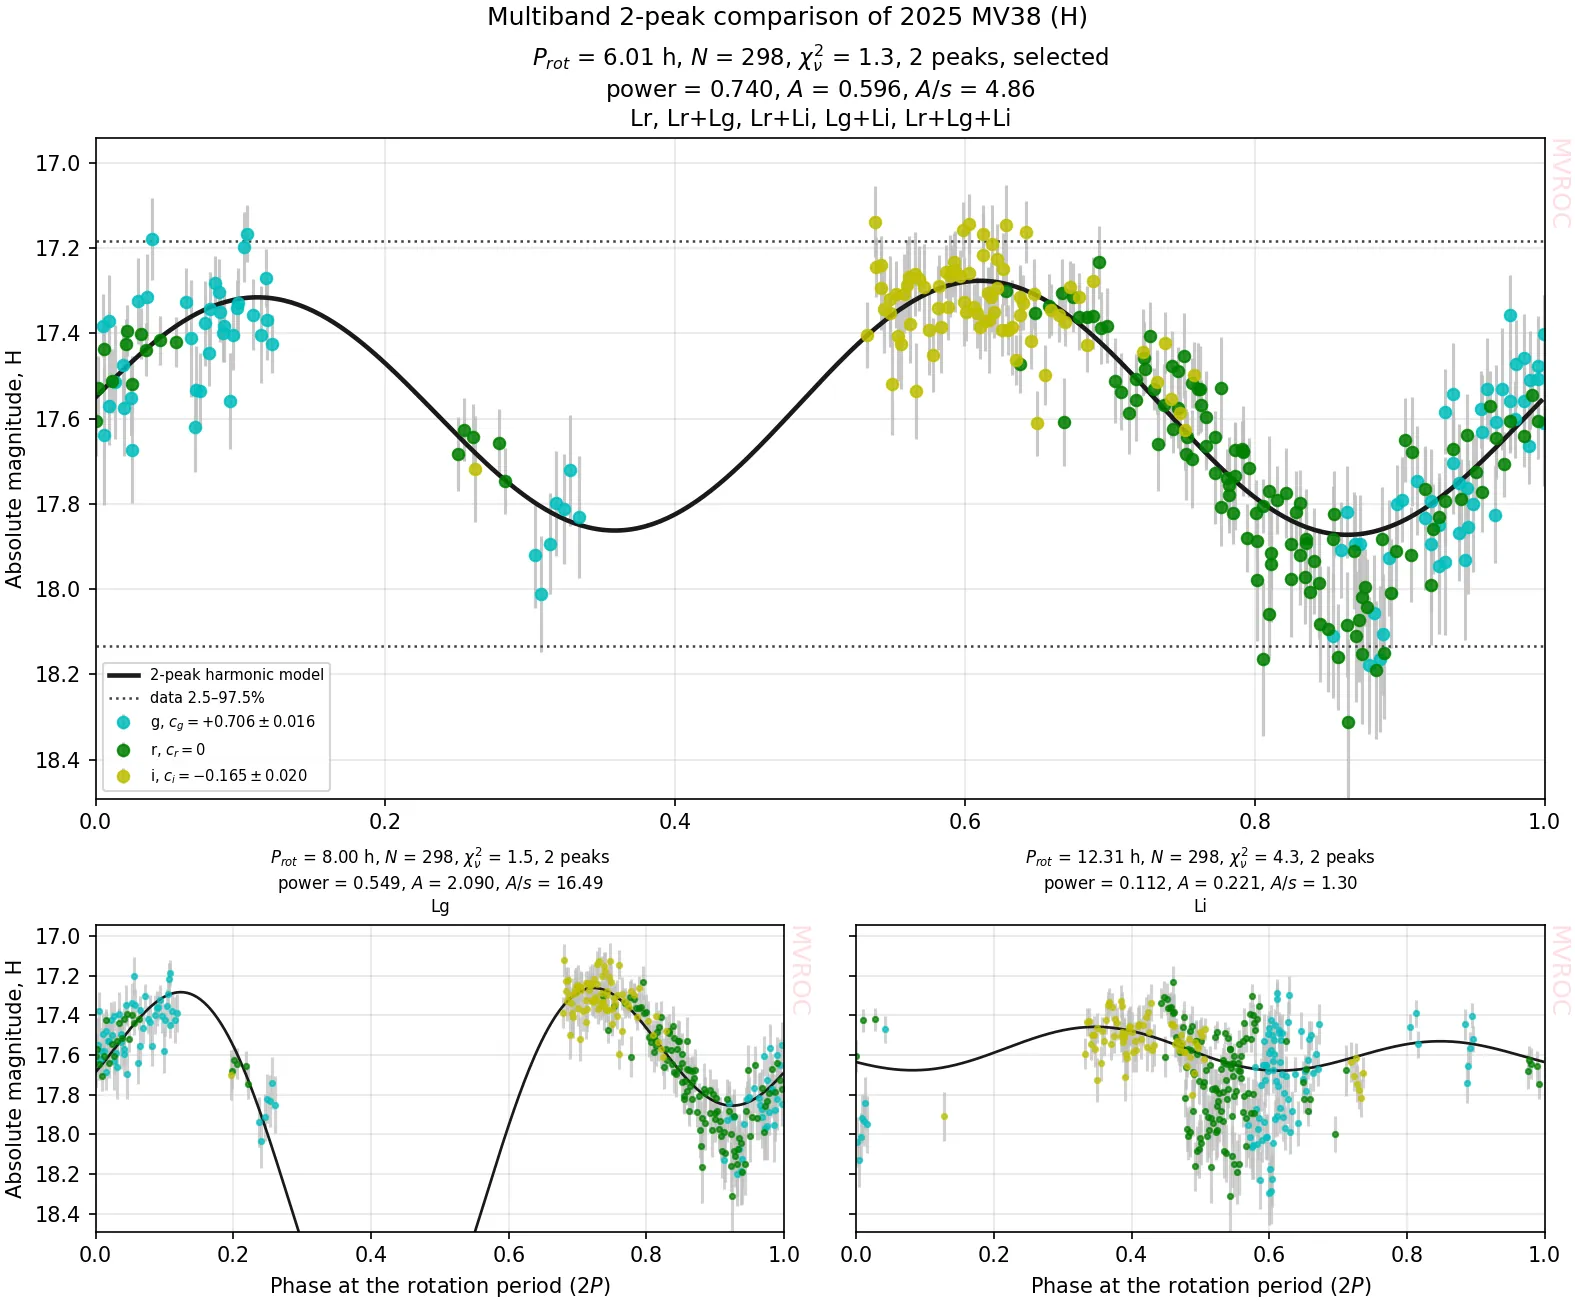 Multiband 2-peak comparison of 2025 MV38 (H)
P_rot = 6.01 h, N = 298, χ²_ν = 1.3, 2 peaks, selected
power = 0.740, A = 0.596, A/s = 4.86
Lr, Lr+Lg, Lr+Li, Lg+Li, Lr+Lg+Li
17.0
17.2
17.4
17.6
17.8
18.0
18.2
18.4
Absolute magnitude, H
MVROC
2-peak harmonic model
data 2.5–97.5%
g, c_g = +0.706 ± 0.016
r, c_r = 0
i, c_i = −0.165 ± 0.020
0.0 0.2 0.4 0.6 0.8 1.0
P_rot = 8.00 h, N = 298, χ²_ν = 1.5, 2 peaks
power = 0.549, A = 2.090, A/s = 16.49
Lg
17.0
17.2
17.4
17.6
17.8
18.0
18.2
18.4
Absolute magnitude, H
MVROC
0.0 0.2 0.4 0.6 0.8 1.0
Phase at the rotation period (2P)
P_rot = 12.31 h, N = 298, χ²_ν = 4.3, 2 peaks
power = 0.112, A = 0.221, A/s = 1.30
Li
MVROC
0.0 0.2 0.4 0.6 0.8 1.0
Phase at the rotation period (2P)